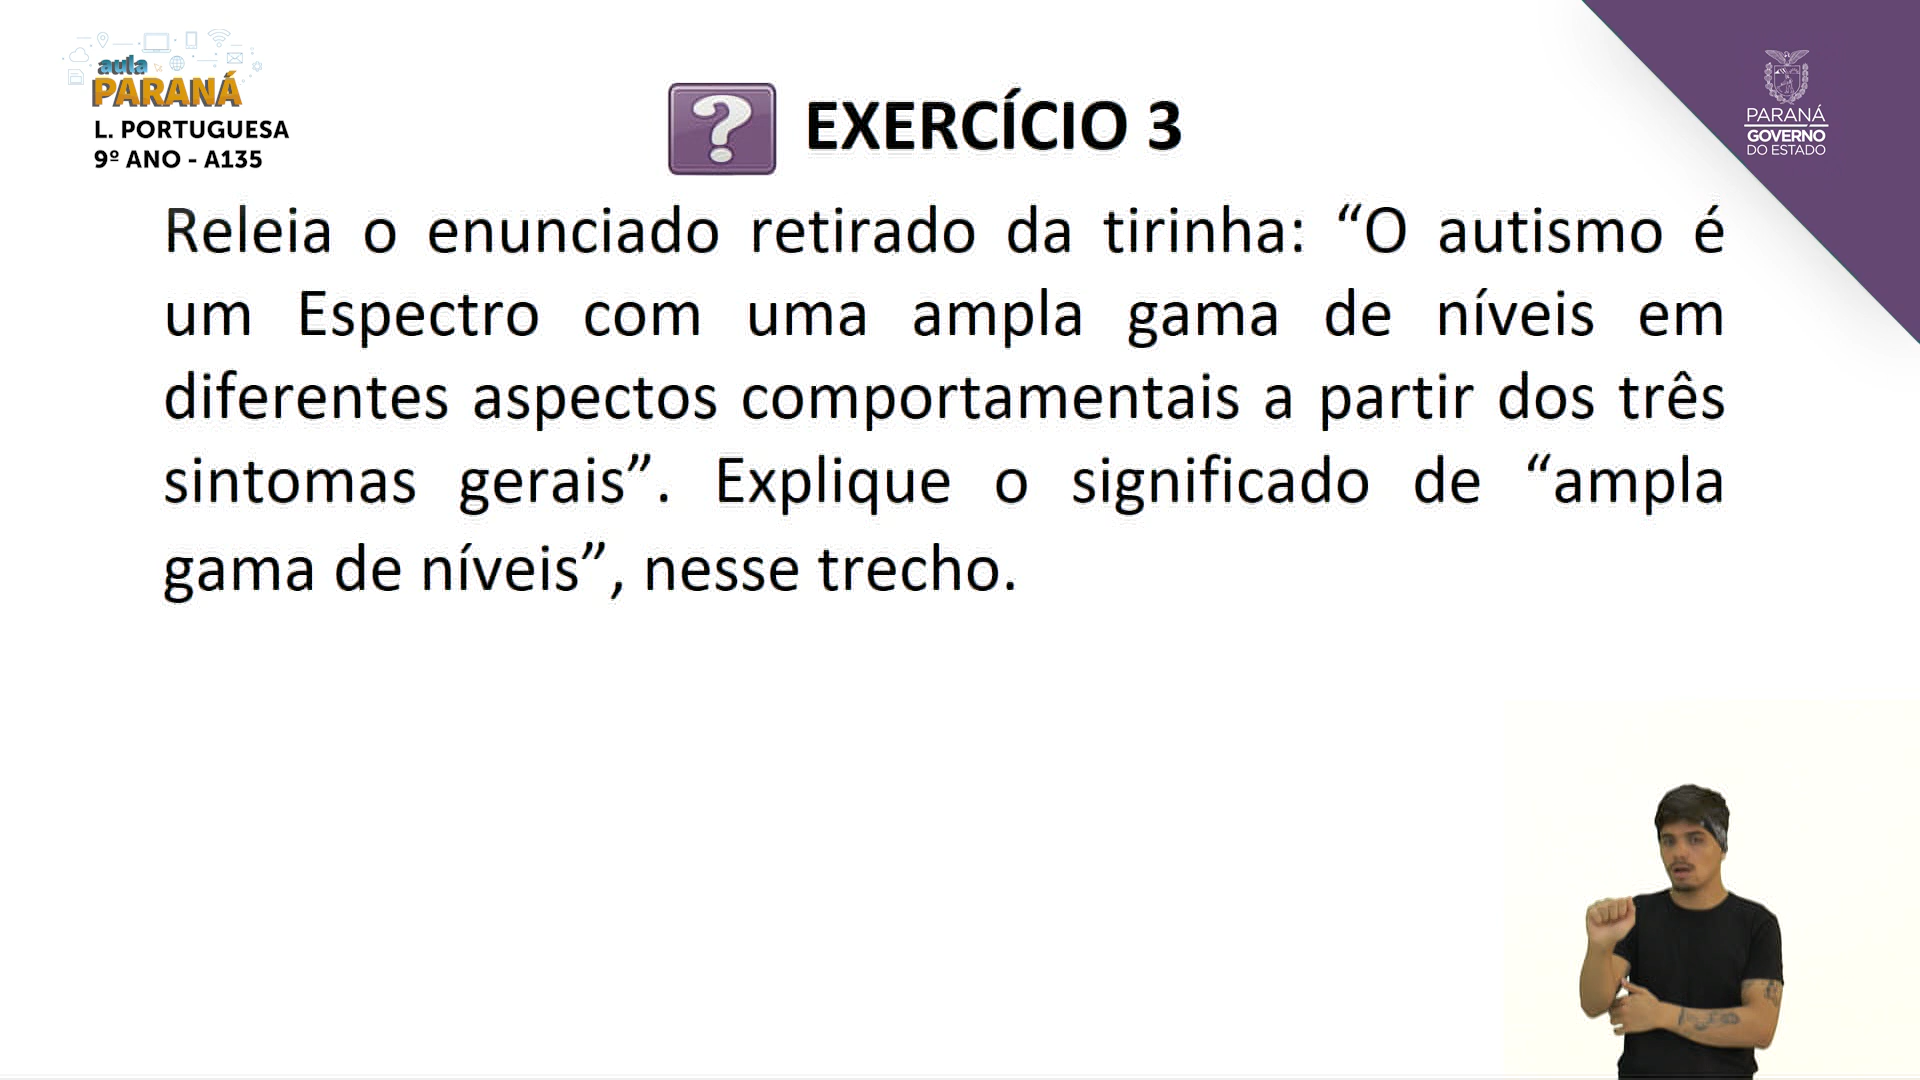 aula
PARANÁ
L. PORTUGUESA
9º ANO - A135
?
EXERCÍCIO 3
PARANÁ
GOVERNO
DO ESTADO
Releia o enunciado retirado da tirinha: “O autismo é
um Espectro com uma ampla gama de níveis em
diferentes aspectos comportamentais a partir dos três
sintomas gerais”. Explique o significado de “ampla
gama de níveis”, nesse trecho.